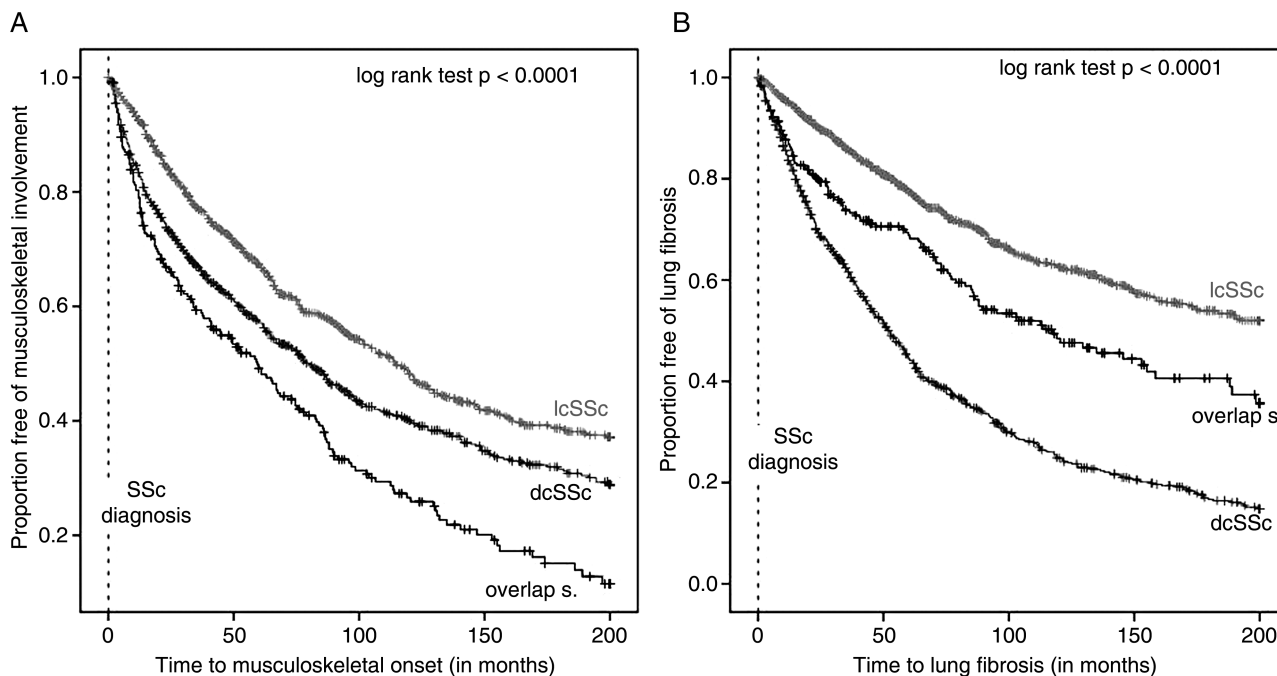 A
log rank test p < 0.0001
Proportion free of musculoskeletal involvement
1.0
0.8
0.6
0.4
0.2
lcSSc
dcSSc
overlap s.
SSc
diagnosis
0 50 100 150 200
Time to musculoskeletal onset (in months)
B
log rank test p < 0.0001
Proportion free of lung fibrosis
1.0
0.8
0.6
0.4
0.2
0.0
lcSSc
overlap s
dcSSc
SSc
diagnosis
0 50 100 150 200
Time to lung fibrosis (in months)